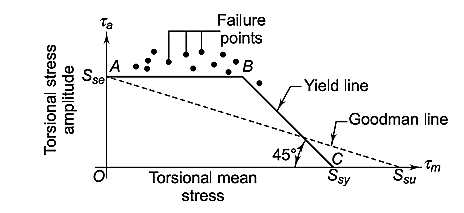 τa
Failure
points
A
B
Sse
Torsional stress
amplitude
Yield line
Goodman line
45°
C
O
Torsional mean
stress
Ssy
Ssu
τm